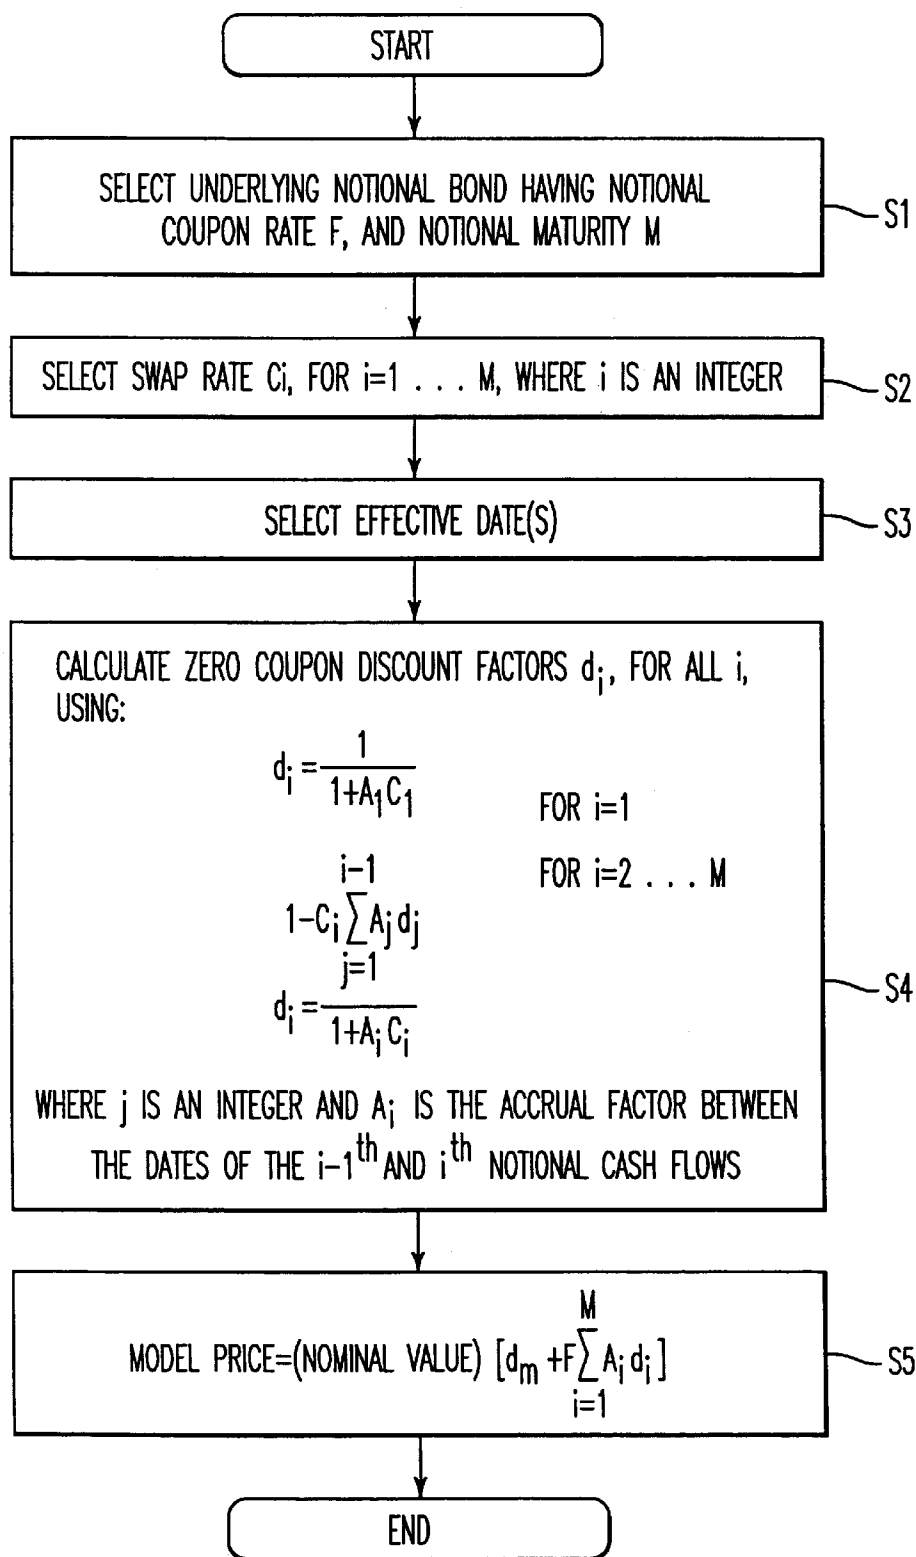 START
SELECT UNDERLYING NOTIONAL BOND HAVING NOTIONAL
COUPON RATE F, AND NOTIONAL MATURITY M
S1
SELECT SWAP RATE Ci, FOR i=1 . . . M, WHERE i IS AN INTEGER
S2
SELECT EFFECTIVE DATE(S)
S3
CALCULATE ZERO COUPON DISCOUNT FACTORS dᵢ, FOR ALL i,
USING:
1
dᵢ =
1+A₁C₁
FOR i=1
FOR i=2 . . . M
i−1
1−Cᵢ∑Aⱼdⱼ
j=1
dᵢ =
1+AᵢCᵢ
S4
WHERE j IS AN INTEGER AND Aᵢ IS THE ACCRUAL FACTOR BETWEEN
THE DATES OF THE i−1ᵗʰ AND iᵗʰ NOTIONAL CASH FLOWS
M
MODEL PRICE=(NOMINAL VALUE) [dₘ +F∑Aᵢdᵢ]
i=1
S5
END